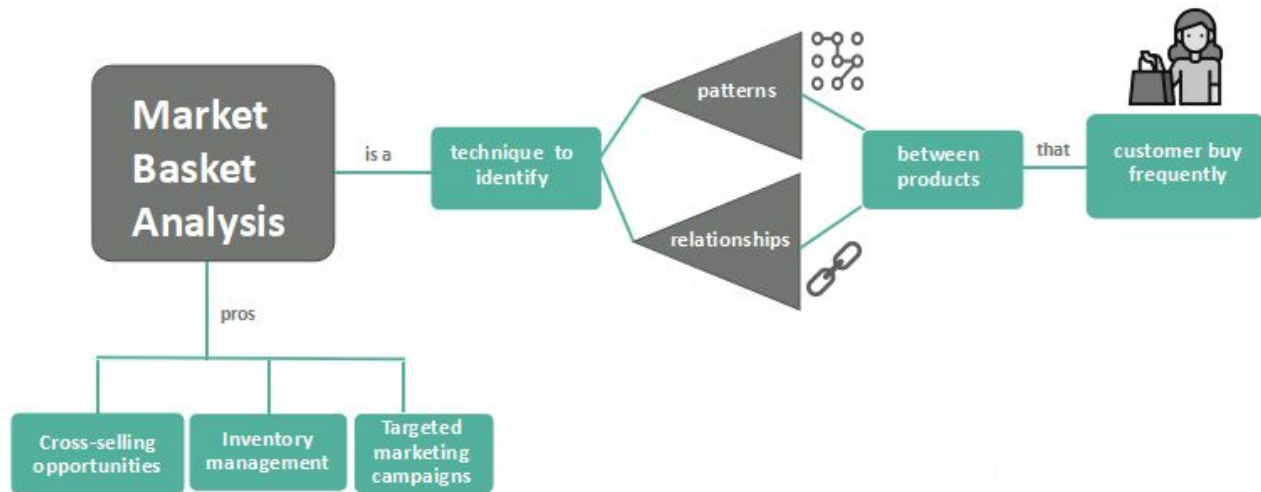 Market
Basket
Analysis
is a
technique to
identify
patterns
relationships
between
products
that
customer buy
frequently
pros
Cross-selling
opportunities
Inventory
management
Targeted
marketing
campaigns